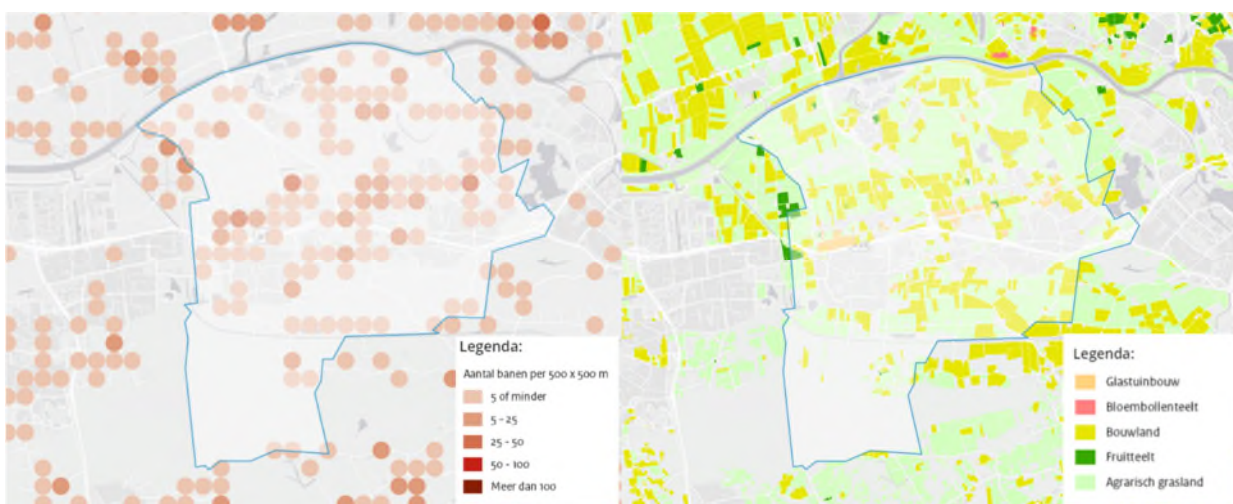 Legenda:
Aantal banen per 500 x 500 m
5 of minder
5 - 25
25 - 50
50 - 100
Meer dan 100
Legenda:
Glastuinbouw
Bloembollenteelt
Bouwland
Fruitteelt
Agrarisch grasland